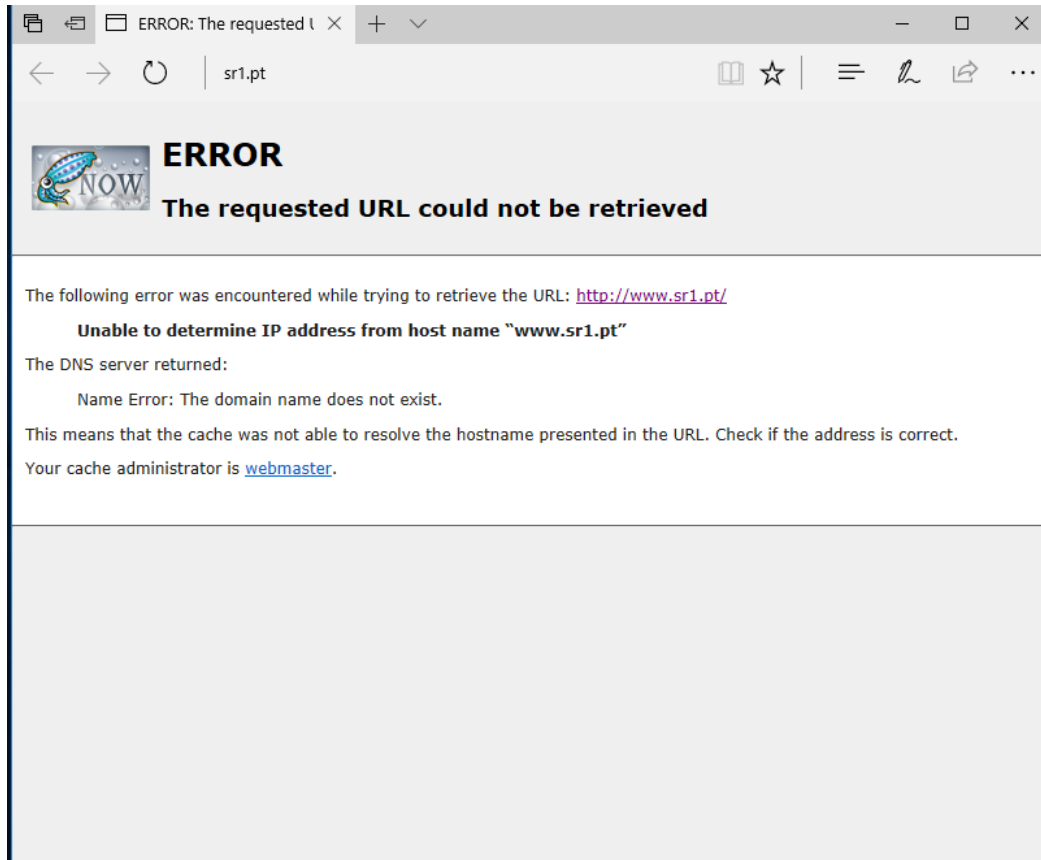 ERROR: The requested U
sr1.pt
NOW
ERROR
The requested URL could not be retrieved
The following error was encountered while trying to retrieve the URL: http://www.sr1.pt/
Unable to determine IP address from host name “www.sr1.pt”
The DNS server returned:
Name Error: The domain name does not exist.
This means that the cache was not able to resolve the hostname presented in the URL. Check if the address is correct.
Your cache administrator is webmaster.